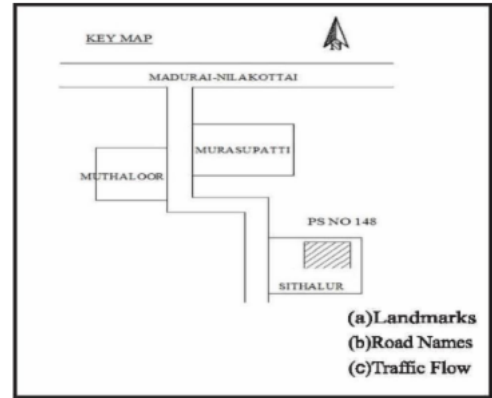 KEY MAP
N
MADURAI-NILAKOTTAI
MURASUPATTI
MUTHALOOR
PS NO 148
SITHALUR
(a)Landmarks
(b)Road Names
(c)Traffic Flow